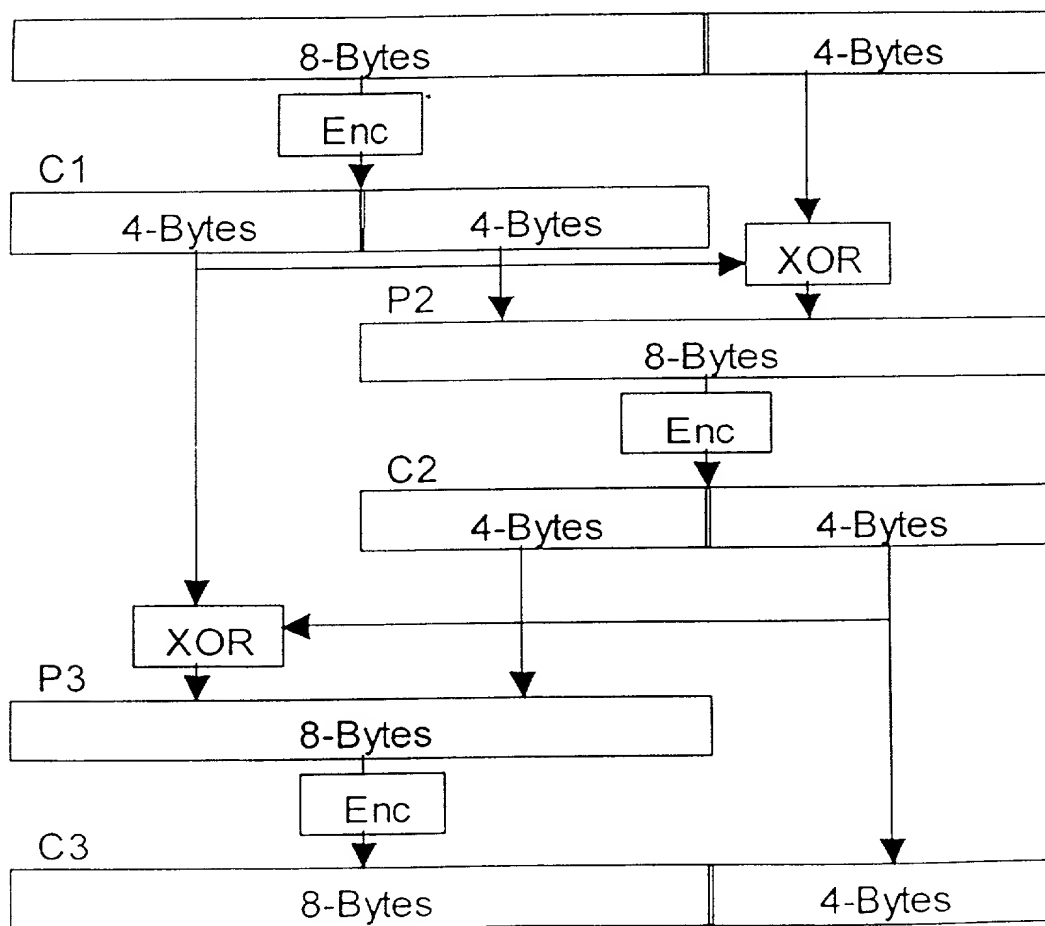 8-Bytes 4-Bytes
Enc
C1
4-Bytes 4-Bytes
XOR
P2
8-Bytes
Enc
C2
4-Bytes 4-Bytes
XOR
P3
8-Bytes
Enc
C3
8-Bytes 4-Bytes